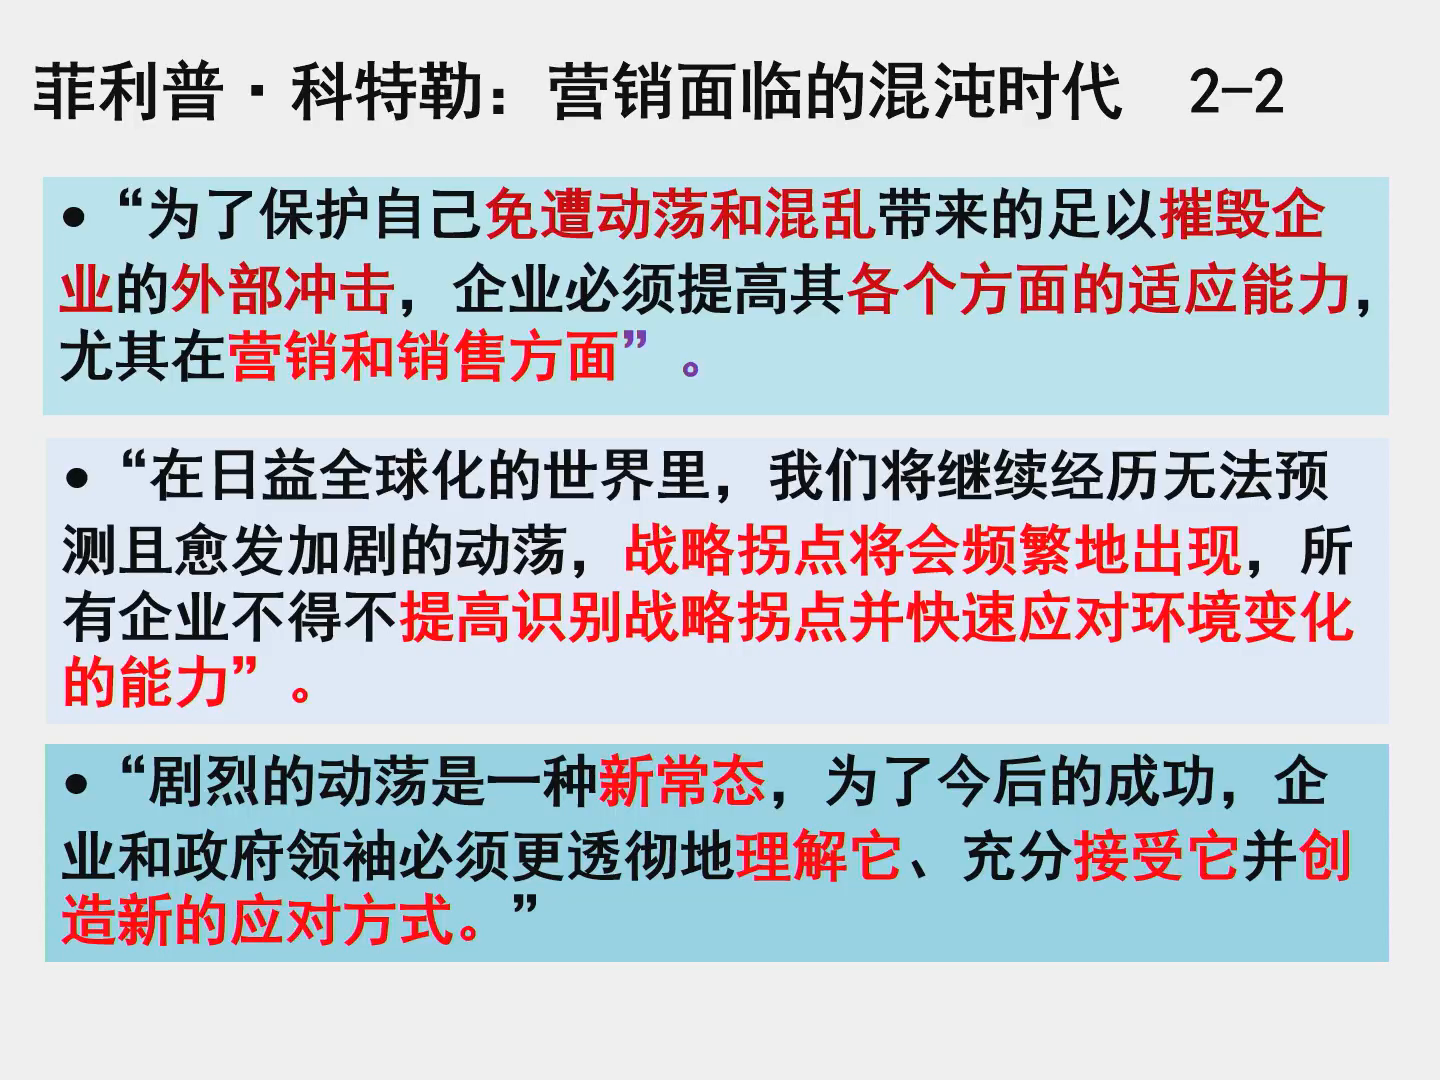 菲利普·科特勒：营销面临的混沌时代 2-2
•“为了保护自己免遭动荡和混乱带来的足以摧毁企
业的外部冲击，企业必须提高其各个方面的适应能力，
尤其在营销和销售方面”。
•“在日益全球化的世界里，我们将继续经历无法预
测且愈发加剧的动荡，战略拐点将会频繁地出现，所
有企业不得不提高识别战略拐点并快速应对环境变化
的能力”。
•“剧烈的动荡是一种新常态，为了今后的成功，企
业和政府领袖必须更透彻地理解它、充分接受它并创
造新的应对方式。”